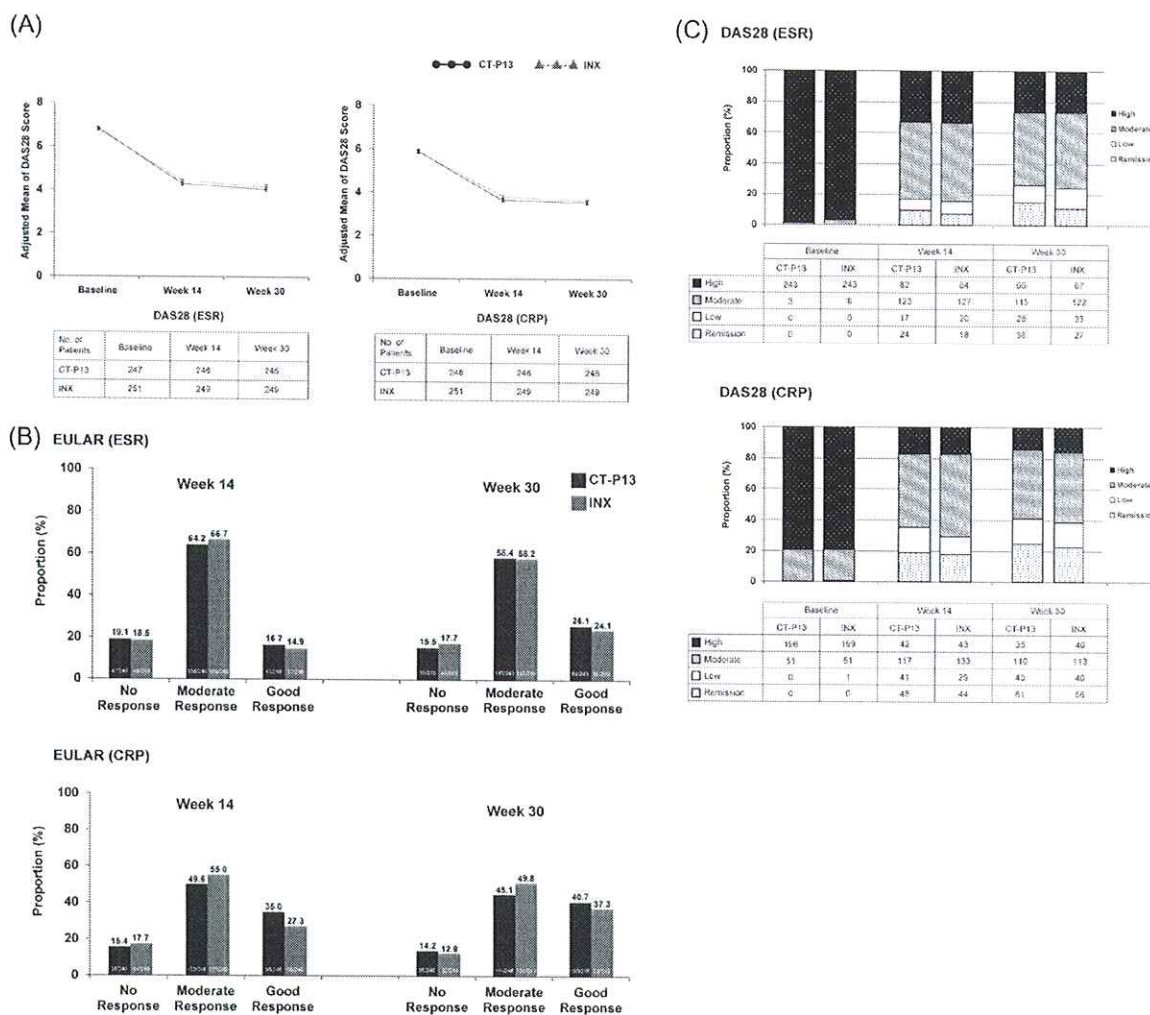 (A)
CT-P13 INX
Adjusted Mean of DAS28 Score
8
6
4
2
0
Baseline Week 14 Week 30
DAS28 (ESR)
No. of Patients Baseline Week 14 Week 30
CT-P13 247 246 245
INX 251 249 249
Adjusted Mean of DAS28 Score
8
6
4
2
0
Baseline Week 14 Week 30
DAS28 (CRP)
No. of Patients Baseline Week 14 Week 30
CT-P13 248 246 245
INX 251 249 249
(B) EULAR (ESR)
Proportion (%)
100
80
60
40
20
0
Week 14 Week 30
CT-P13
INX
19.1 18.5 64.2 66.7 16.7 14.9
15.5 17.7 58.4 58.2 26.1 24.1
No Response Moderate Response Good Response
No Response Moderate Response Good Response
EULAR (CRP)
Proportion (%)
100
80
60
40
20
0
Week 14 Week 30
15.4 17.7 49.6 55.0 35.0 27.3
14.2 12.9 45.1 49.8 40.7 37.3
No Response Moderate Response Good Response
No Response Moderate Response Good Response
(C) DAS28 (ESR)
Proportion (%)
100
80
60
40
20
0
High
Moderate
Low
Remission
Baseline Week 14 Week 30
CT-P13 INX CT-P13 INX CT-P13 INX
High 243 243 82 84 66 67
Moderate 3 8 123 127 115 122
Low 0 0 17 20 28 33
Remission 0 0 24 18 36 27
DAS28 (CRP)
Proportion (%)
100
80
60
40
20
0
High
Moderate
Low
Remission
Baseline Week 14 Week 30
CT-P13 INX CT-P13 INX CT-P13 INX
High 196 199 42 43 35 40
Moderate 51 51 117 133 110 113
Low 0 1 41 29 40 40
Remission 0 0 46 44 61 56